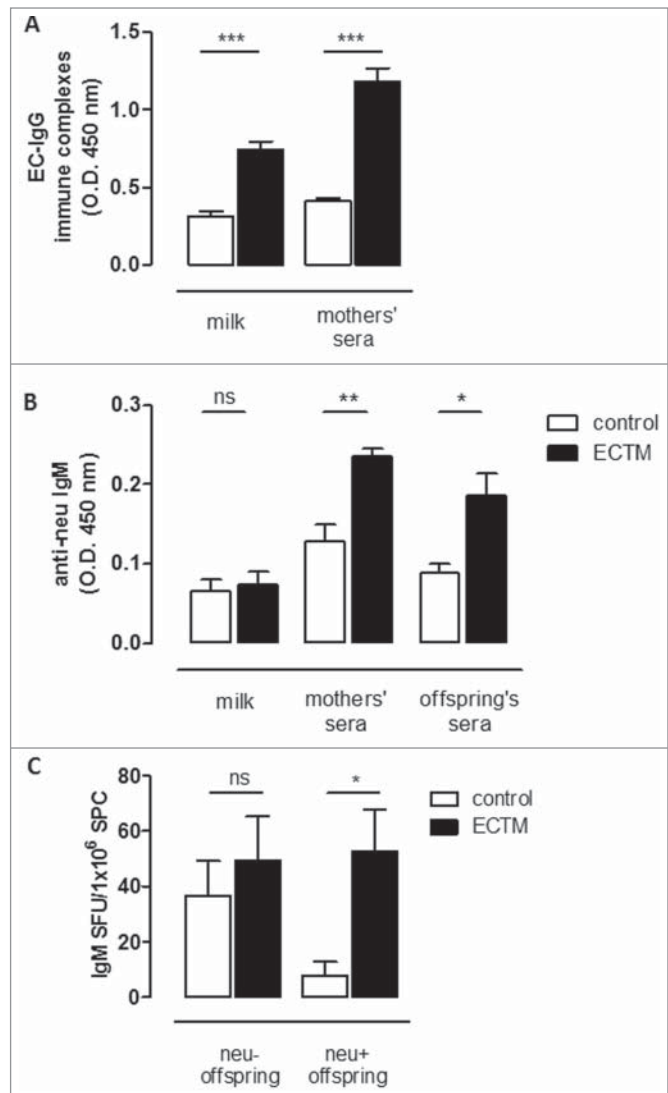 A
EC-IgG
immune complexes
(O.D. 450 nm)
1.5
1.0
0.5
0.0
***
***
milk
mothers'
sera
B
anti-neu IgM
(O.D. 450 nm)
0.3
0.2
0.1
0.0
ns
**
*
control
ECTM
milk
mothers'
sera
offspring's
sera
C
IgM SFU/1x10⁶ SPC
80
60
40
20
0
ns
*
control
ECTM
neu-
offspring
neu+
offspring